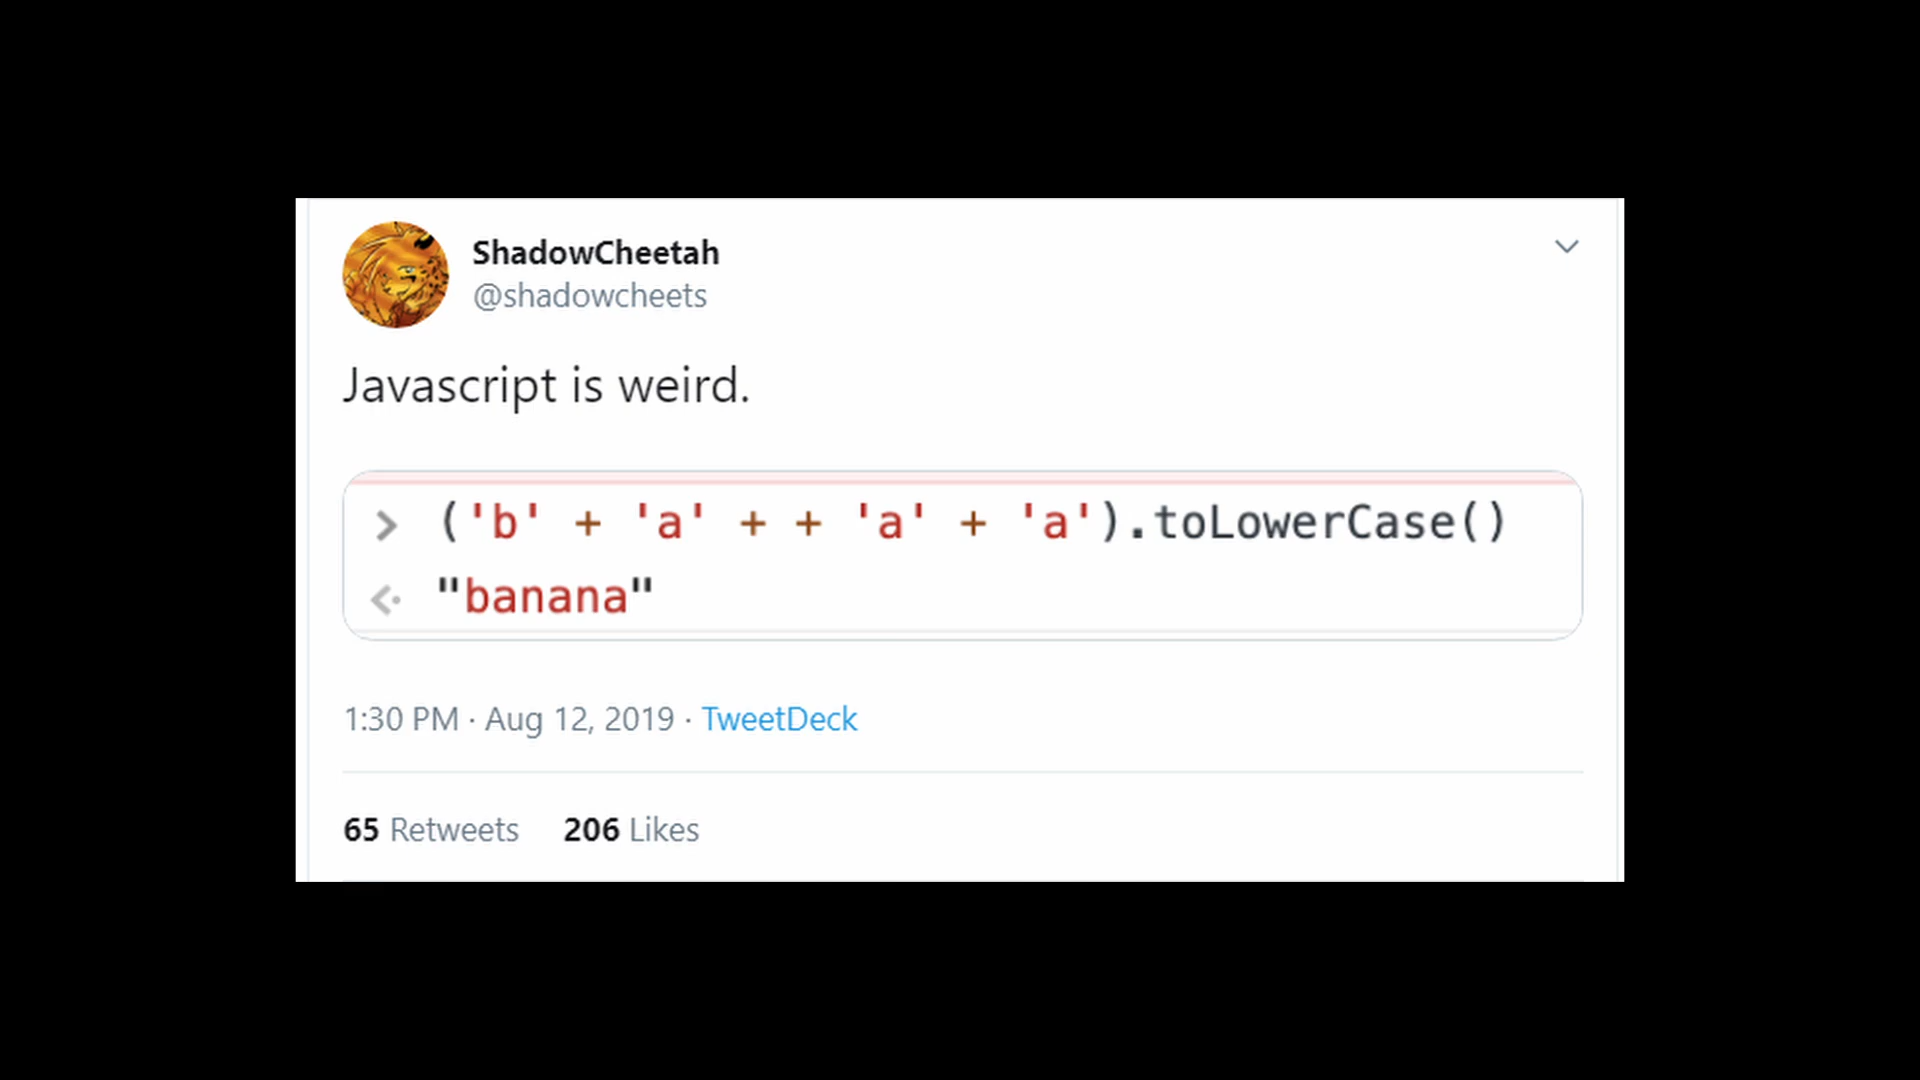 ShadowCheetah
@shadowcheets
Javascript is weird.
> ('b' + 'a' + + 'a' + 'a').toLowerCase()
"banana"
1:30 PM · Aug 12, 2019 · TweetDeck
65 Retweets 206 Likes